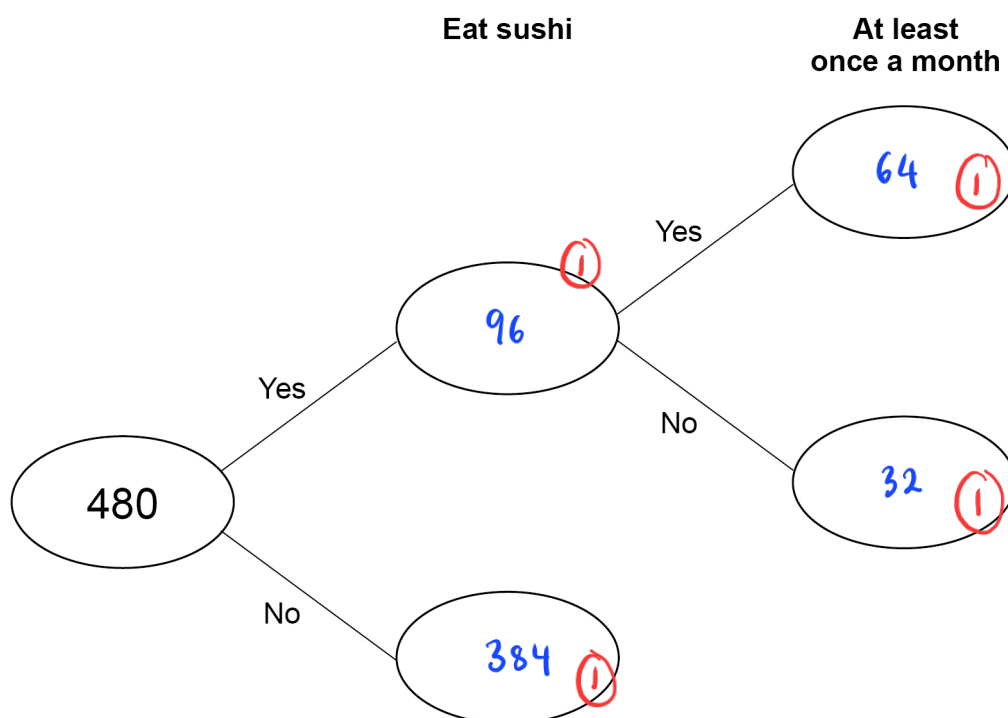 Eat sushi
At least
once a month
64
1
Yes
1
96
Yes
No
480
32
1
No
384
1